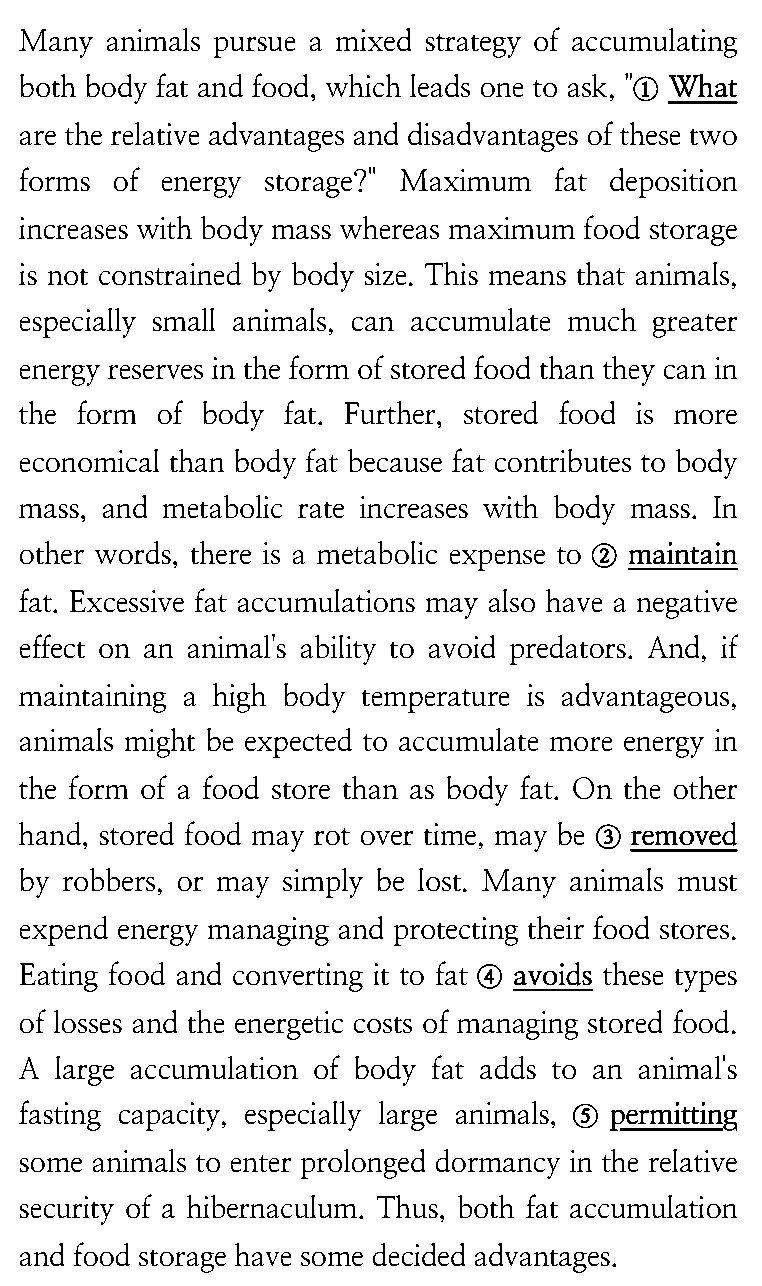 Many animals pursue a mixed strategy of accumulating
both body fat and food, which leads one to ask, "① What
are the relative advantages and disadvantages of these two
forms of energy storage?" Maximum fat deposition
increases with body mass whereas maximum food storage
is not constrained by body size. This means that animals,
especially small animals, can accumulate much greater
energy reserves in the form of stored food than they can in
the form of body fat. Further, stored food is more
economical than body fat because fat contributes to body
mass, and metabolic rate increases with body mass. In
other words, there is a metabolic expense to ② maintain
fat. Excessive fat accumulations may also have a negative
effect on an animal's ability to avoid predators. And, if
maintaining a high body temperature is advantageous,
animals might be expected to accumulate more energy in
the form of a food store than as body fat. On the other
hand, stored food may rot over time, may be ③ removed
by robbers, or may simply be lost. Many animals must
expend energy managing and protecting their food stores.
Eating food and converting it to fat ④ avoids these types
of losses and the energetic costs of managing stored food.
A large accumulation of body fat adds to an animal's
fasting capacity, especially large animals, ⑤ permitting
some animals to enter prolonged dormancy in the relative
security of a hibernaculum. Thus, both fat accumulation
and food storage have some decided advantages.